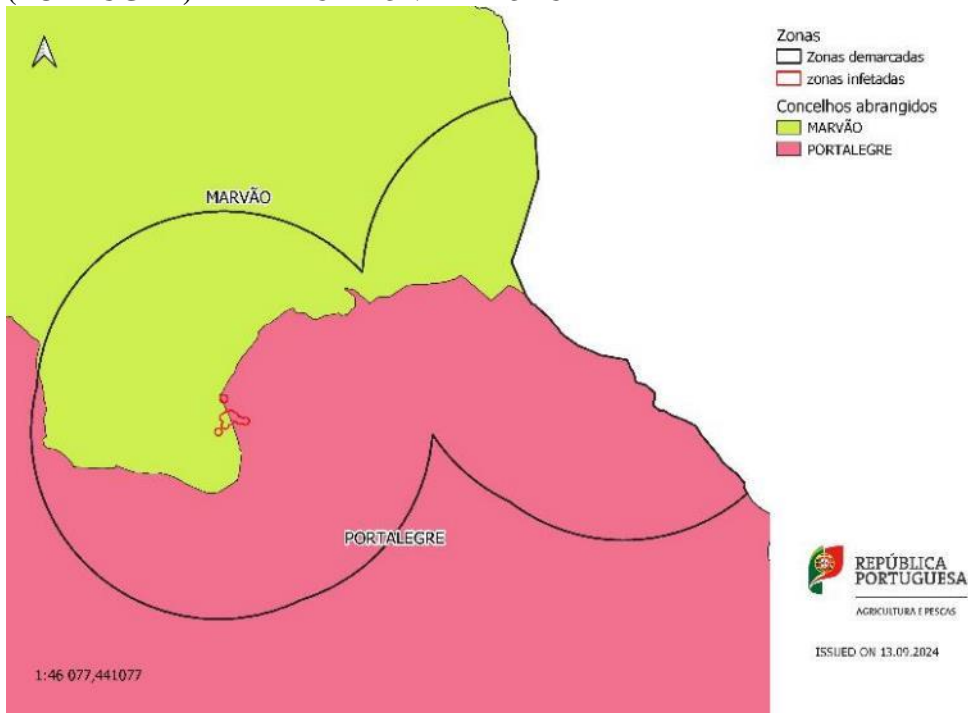 Zonas
Zonas demarcadas
zonas infetadas
Concelhos abrangidos
MARVÃO
PORTALEGRE
MARVÃO
PORTALEGRE
REPÚBLICA
PORTUGUESA
AGRICULTURA E PESCAS
ISSUED ON 13.09.2024
1:46 077,441077